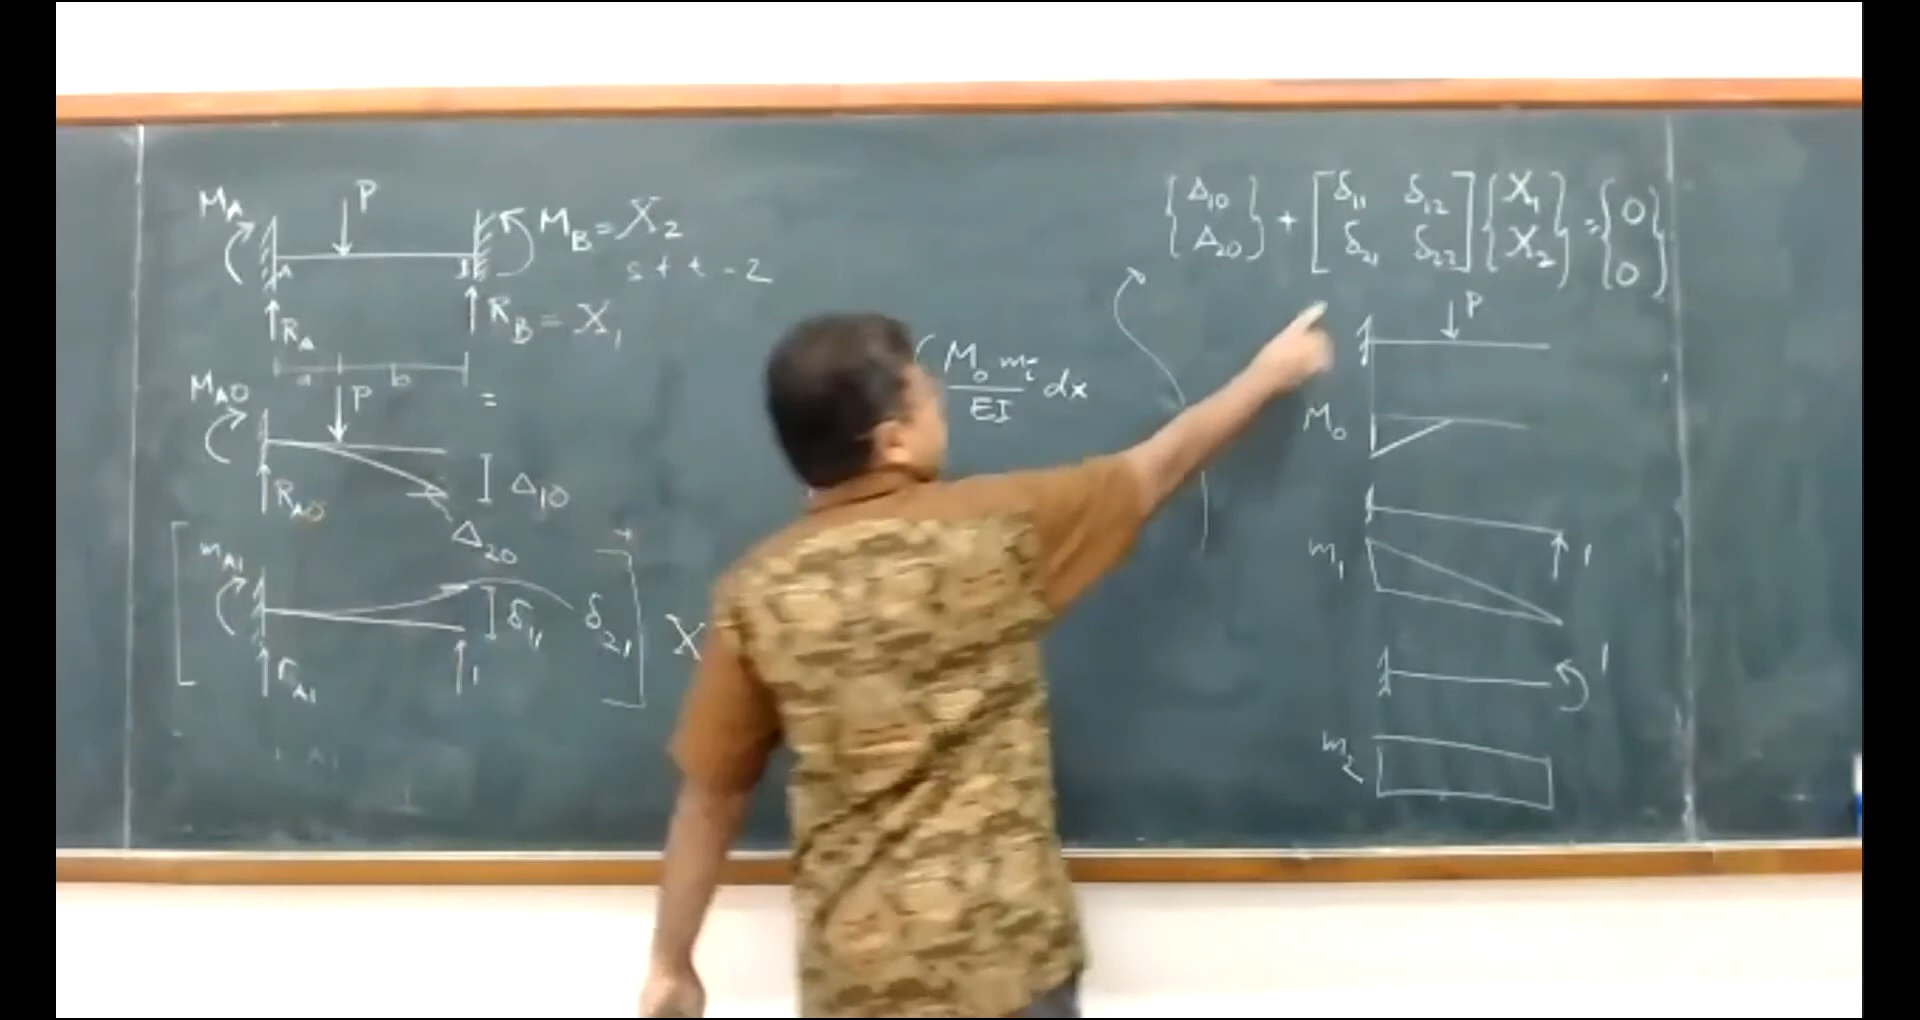 M_A
P
M_B = X_2
s t t - 2
A
R_A
R_B = X_1
a b
M_A0
P
=
R_A0
Δ_10
Δ_20
m_A1
δ_11 δ_21
r_A1
1
X
M_0 m_i
EI
dx
{Δ_10 Δ_20} + [δ_11 δ_12 δ_21 δ_22] {X_1 X_2} = {0 0}
P
M_0
m_1
1
1
m_2